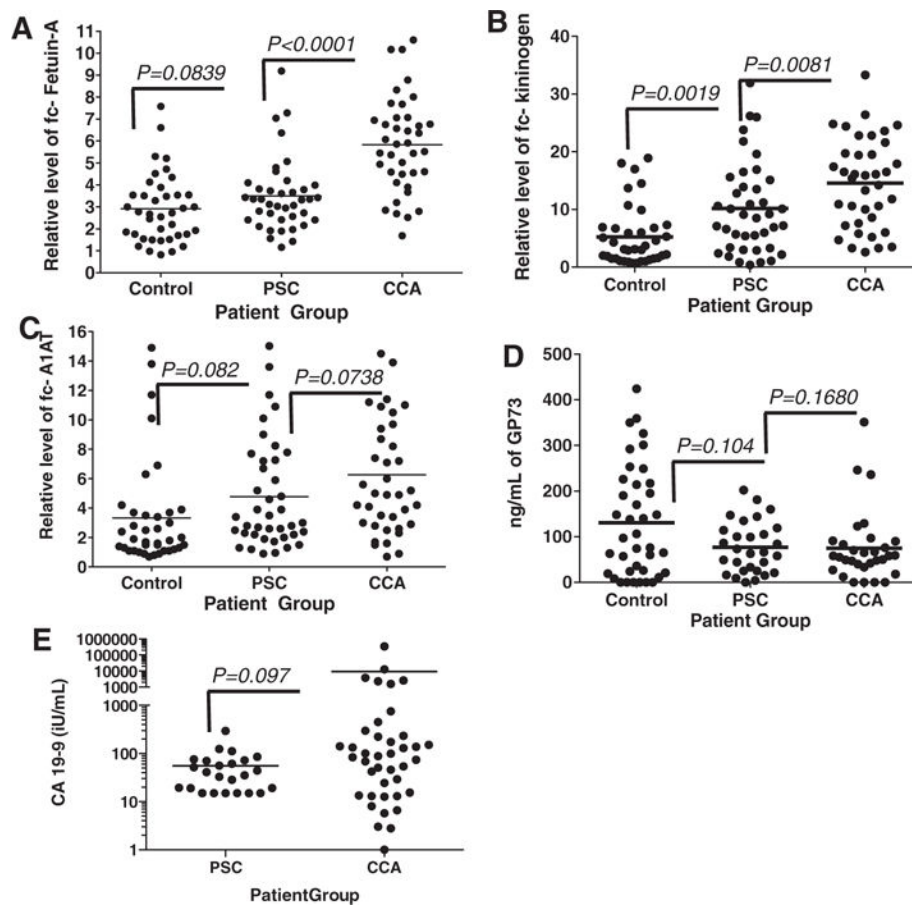 A
Relative level of fc- Fetuin-A
11
10
9
8
7
6
5
4
3
2
1
0
P=0.0839
P<0.0001
Control
PSC
CCA
Patient Group
B
Relative level of fc- kininogen
40
30
20
10
0
P=0.0019
P=0.0081
Control
PSC
CCA
Patient Group
C
Relative level of fc- A1AT
16
14
12
10
8
6
4
2
0
P=0.082
P=0.0738
Control
PSC
CCA
Patient Group
D
ng/mL of GP73
500
400
300
200
100
0
P=0.104
P=0.1680
Control
PSC
CCA
Patient Group
E
CA 19-9 (iU/mL)
1000000
100000
10000
1000
100
10
1
P=0.097
PSC
CCA
PatientGroup